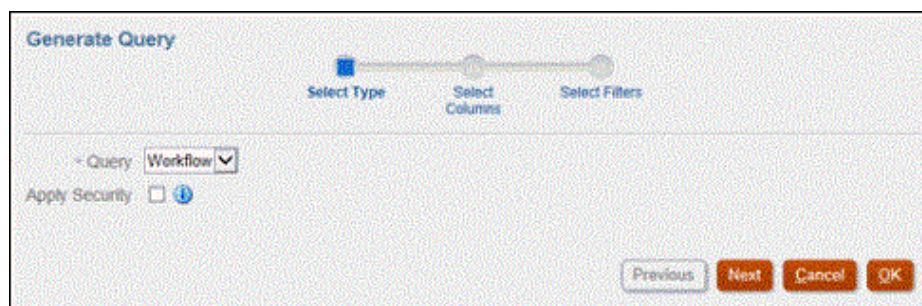 Generate Query
Select Type
Select
Columns
Select Filters
* Query Workflow
Apply Security
Previous Next Cancel OK